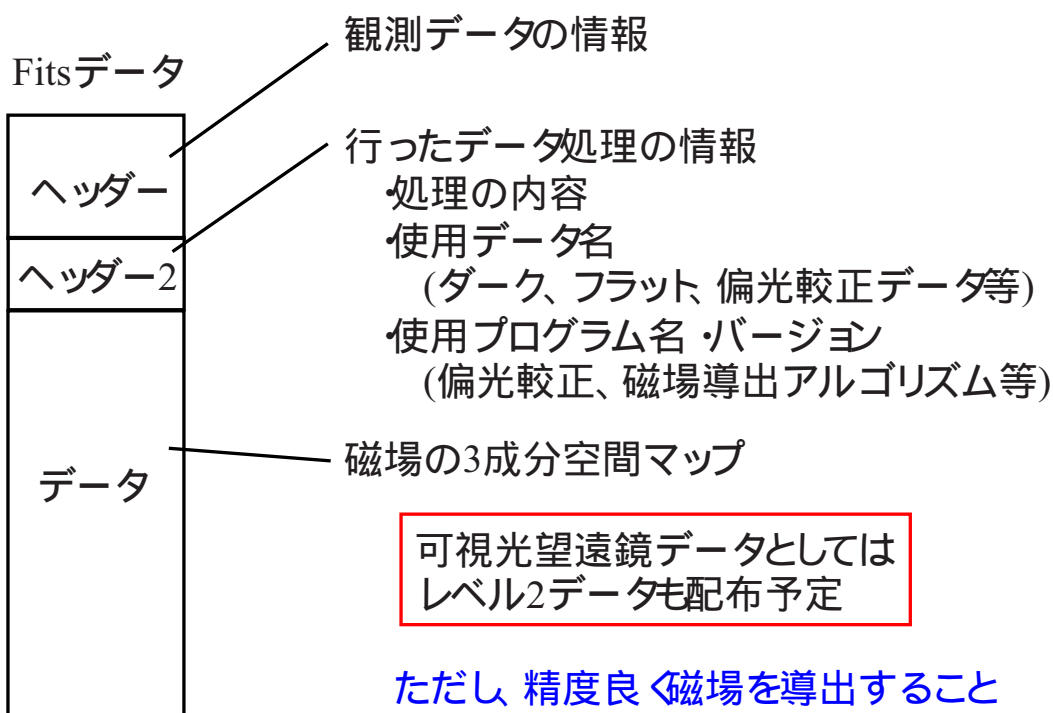 観測データの情報
Fitsデータ
ヘッダー
行ったデータ処理の情報
・処理の内容
ヘッダー2
・使用データ名
(ダーク、フラット、偏光較正データ等)
・使用プログラム名・バージョン
(偏光較正、磁場導出アルゴリズム等)
データ
磁場の3成分空間マップ
可視光望遠鏡データとしては
レベル2データも配布予定
ただし、精度良く磁場を導出すること